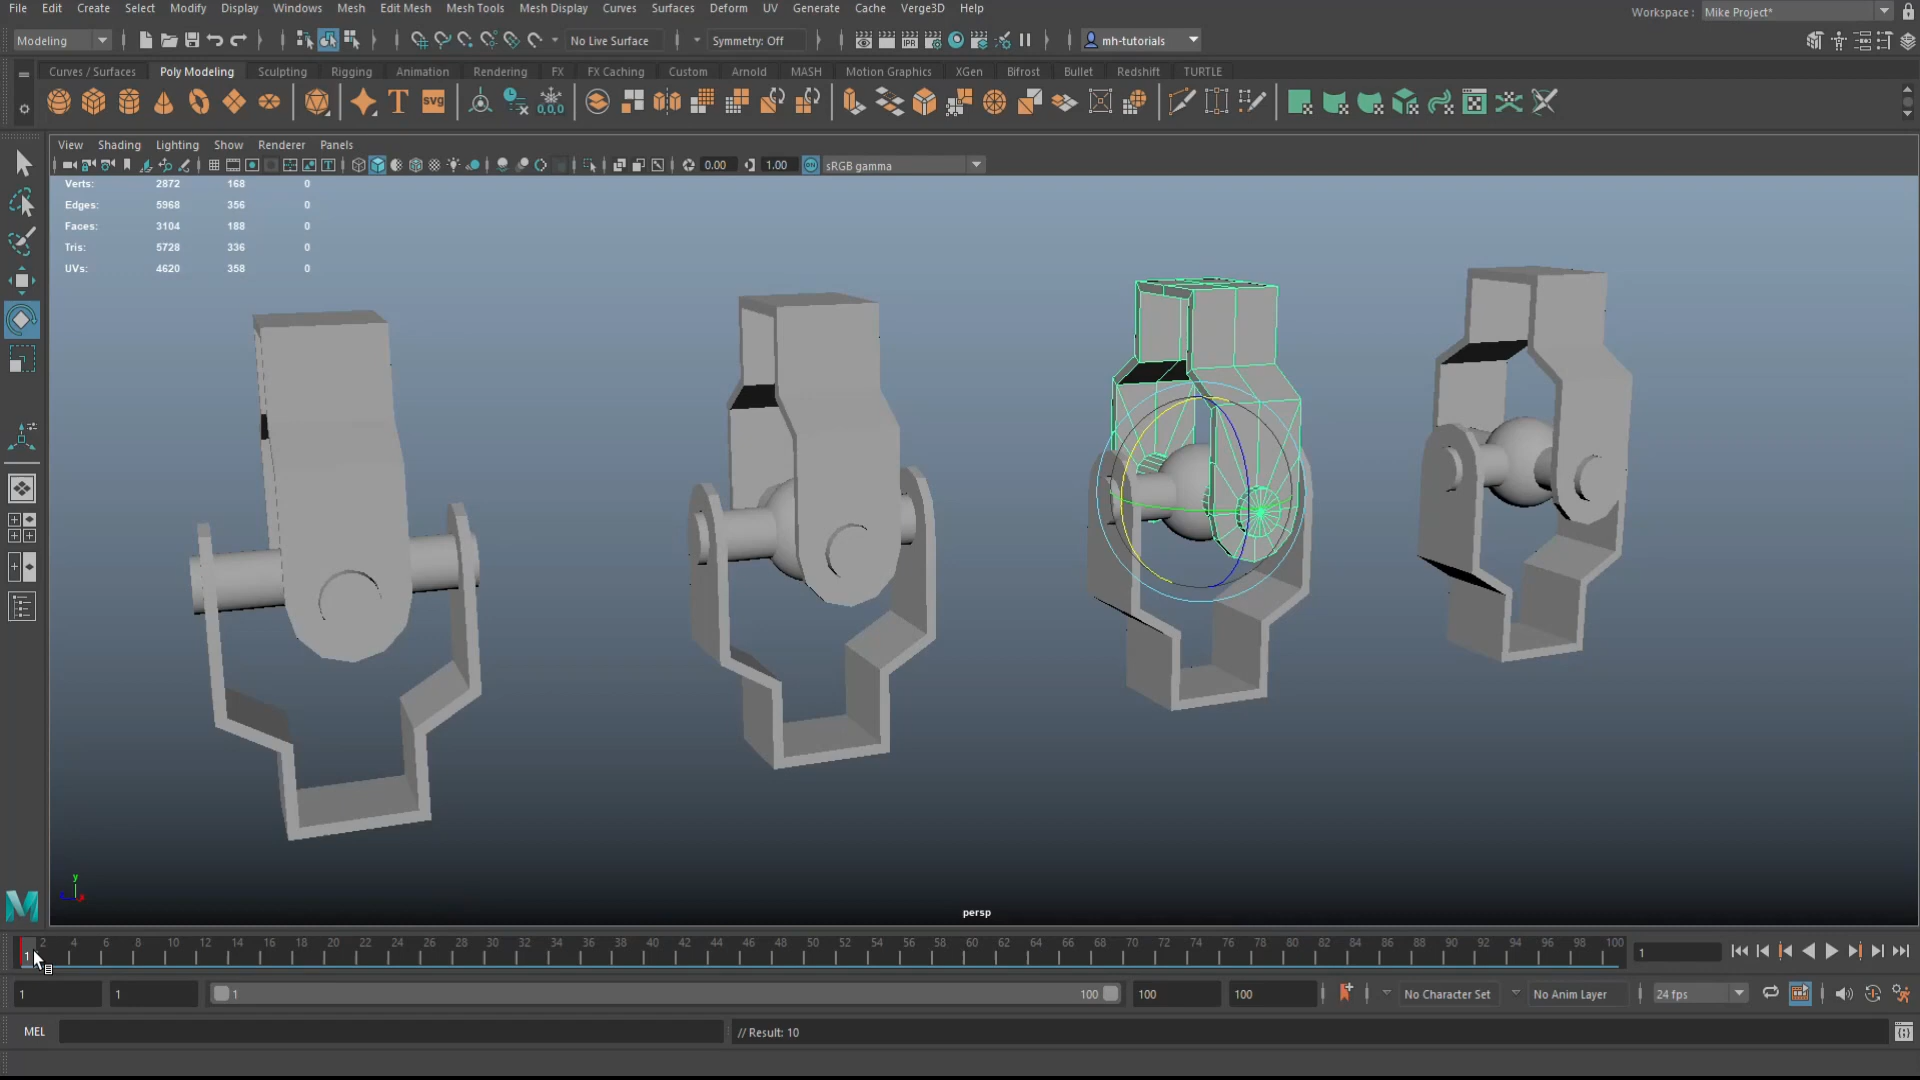 File Edit Create Select Modify Display Windows Mesh Edit Mesh Mesh Tools Mesh Display Curves Surfaces Deform UV Generate Cache Verge3D Help
Workspace : Mike Project*
Modeling No Live Surface Symmetry: Off mh-tutorials
IPR
Curves / Surfaces Poly Modeling Sculpting Rigging Animation Rendering FX FX Caching Custom Arnold MASH Motion Graphics XGen Bifrost Bullet Redshift TURTLE
T svg 0,0,0
View Shading Lighting Show Renderer Panels
0.00 1.00 ON sRGB gamma
Verts: 2872 168 0
Edges: 5968 356 0
Faces: 3104 188 0
Tris: 5728 336 0
UVs: 4620 358 0
y
persp
2 4 6 8 10 12 14 16 18 20 22 24 26 28 30 32 34 36 38 40 42 44 46 48 50 52 54 56 58 60 62 64 66 68 70 72 74 76 78 80 82 84 86 88 90 92 94 96 98 100
1 1
1 1 1 100 100 100 No Character Set No Anim Layer 24 fps
MEL // Result: 10